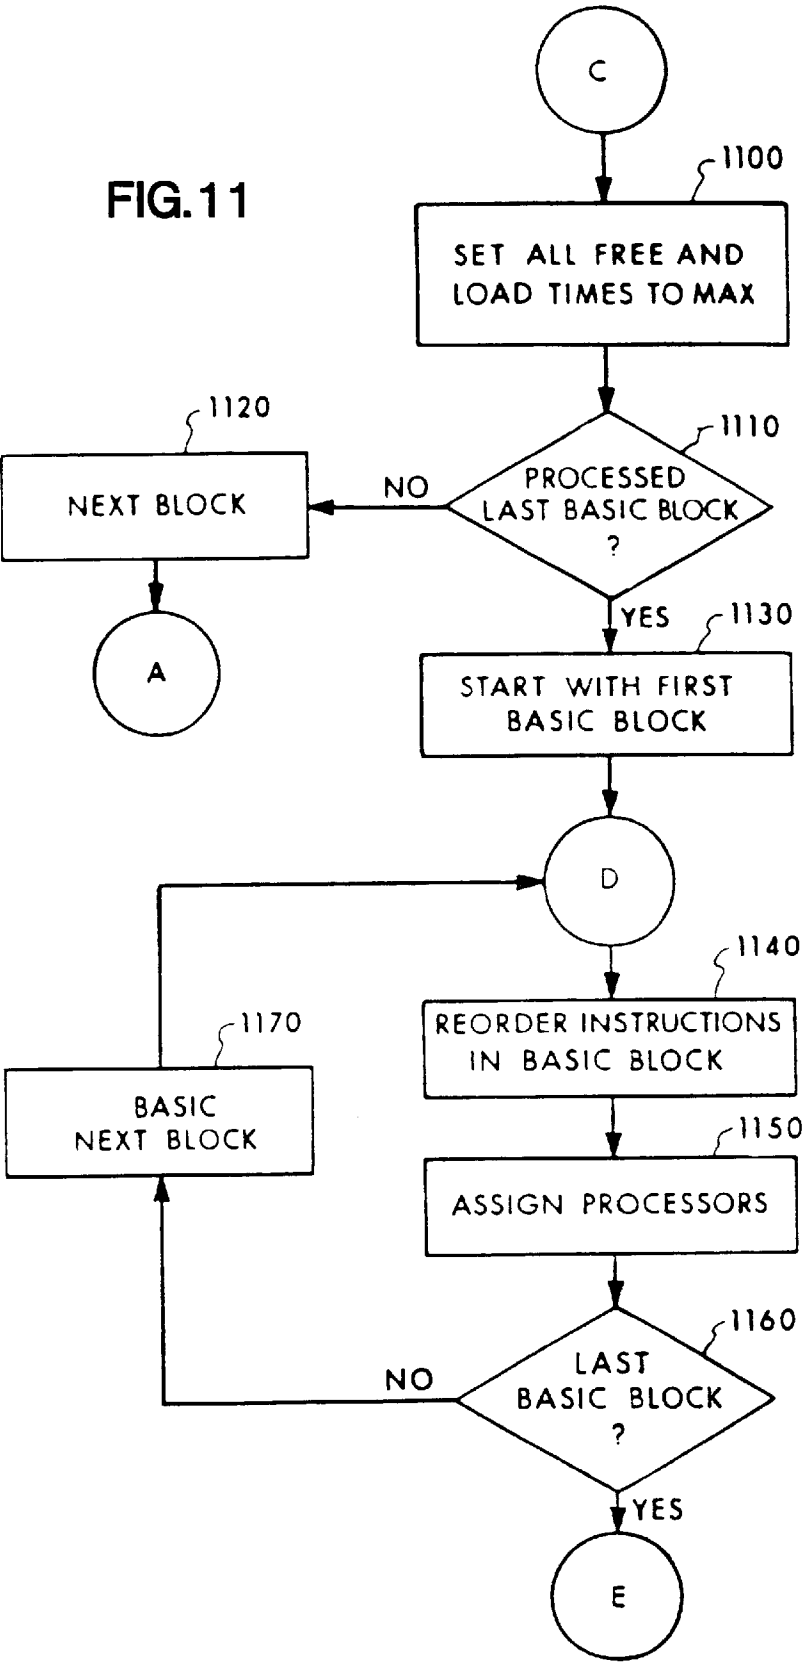 C
FIG. 11
1100
SET ALL FREE AND
LOAD TIMES TO MAX
1120
NEXT BLOCK
NO
1110
PROCESSED
LAST BASIC BLOCK
?
A
YES
1130
START WITH FIRST
BASIC BLOCK
D
1140
REORDER INSTRUCTIONS
IN BASIC BLOCK
1170
BASIC
NEXT BLOCK
1150
ASSIGN PROCESSORS
1160
LAST
BASIC BLOCK
?
NO
YES
E